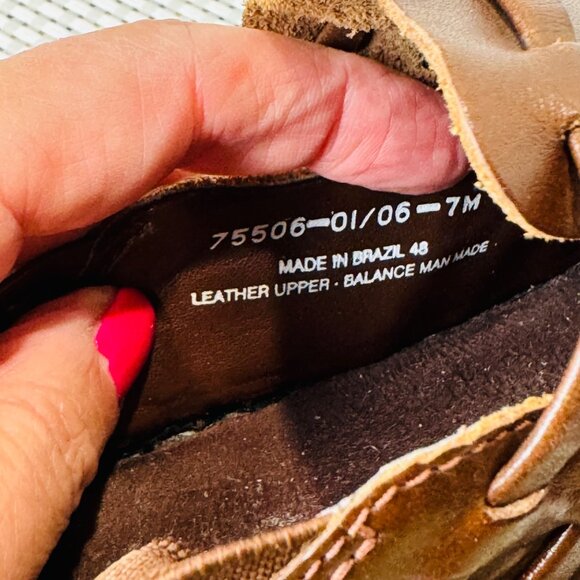 75506-01/06-7M
MADE IN BRAZIL 48
LEATHER UPPER · BALANCE MAN MADE